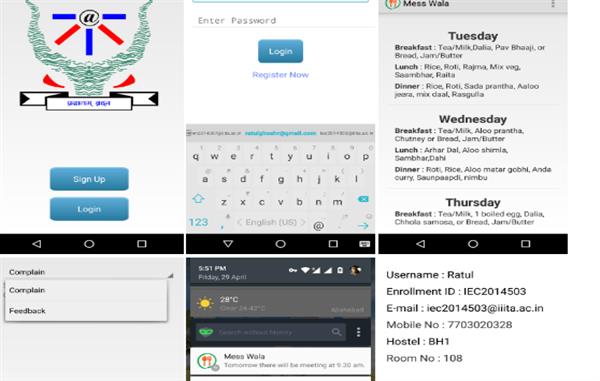 @
Sign Up
Login
Enter Password
Login
Register Now
ratulghoshr@gmail.com
q w e r t y u i o p
a s d f g h j k l
z x c v b n m
123 , < English (US) > @ .
Mess Wala
Tuesday
Breakfast : Tea/Milk,Dalia, Pav Bhaaji, or
Bread, Jam/Butter
Lunch : Rice, Roti, Rajma, Mix veg,
Saambhar, Raita
Dinner : Rice, Roti, Sada prantha, Aaloo
jeera, mix daal, Rasgulla
Wednesday
Breakfast : Tea/Milk, Aloo prantha,
Chutney or Bread, Jam/Butter
Lunch : Arhar Dal, Aloo shimla,
Sambhar,Dahi
Dinner : Roti, Rice, Aloo matar gobhi, Anda
curry, Saunpaapdi, nimbu
Thursday
Breakfast : Tea/Milk, 1 boiled egg, Dalia,
Chhola samosa, or Bread, Jam/Butter
Complain
Complain
Feedback
5:51 PM
Friday, 29 April
28°C
Clear 24-42°C
Allahabad
Search without history
Mess Wala
Tomorrow there will be meeting at 9.30 am.
Username : Ratul
Enrollment ID : IEC2014503
E-mail : iec2014503@iiita.ac.in
Mobile No : 7703020328
Hostel : BH1
Room No : 108